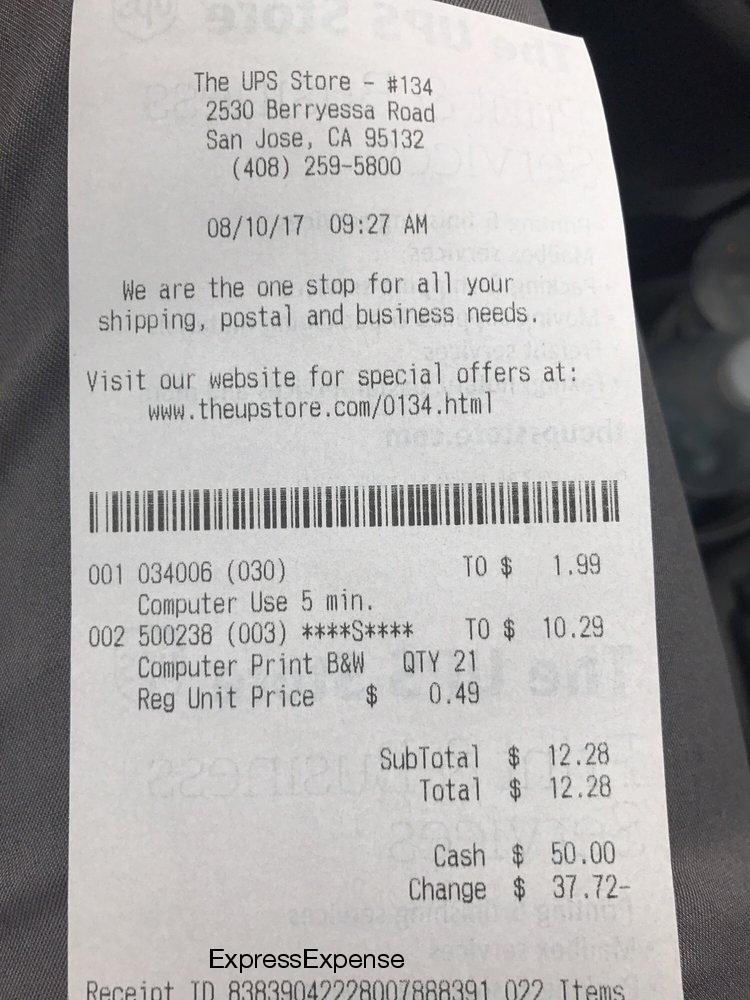 The UPS Store - #134
2530 Berryessa Road
San Jose, CA 95132
(408) 259-5800
08/10/17 09:27 AM
We are the one stop for all your
shipping, postal and business needs.
Visit our website for special offers at:
www.theupstore.com/0134.html
001 034006 (030) TO $ 1.99
Computer Use 5 min.
002 500238 (003) ****S**** TO $ 10.29
Computer Print B&W QTY 21
Reg Unit Price $ 0.49
SubTotal $ 12.28
Total $ 12.28
Cash $ 50.00
Change $ 37.72-
ExpressExpense
Receipt ID 83839042228007888391 022 Items